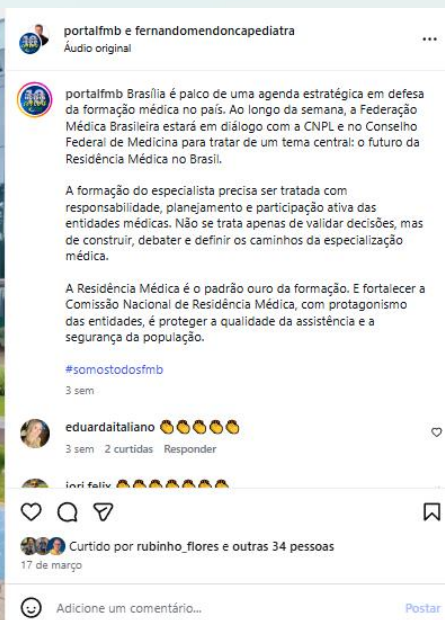 portalfmb e fernandomendoncapediatra
Áudio original
portalfmb Brasília é palco de uma agenda estratégica em defesa
da formação médica no país. Ao longo da semana, a Federação
Médica Brasileira estará em diálogo com a CNPL e no Conselho
Federal de Medicina para tratar de um tema central: o futuro da
Residência Médica no Brasil.
A formação do especialista precisa ser tratada com
responsabilidade, planejamento e participação ativa das
entidades médicas. Não se trata apenas de validar decisões, mas
de construir, debater e definir os caminhos da especialização
médica.
A Residência Médica é o padrão ouro da formação. E fortalecer a
Comissão Nacional de Residência Médica, com protagonismo
das entidades, é proteger a qualidade da assistência e a
segurança da população.
#somostodosfmb
3 sem
eduardaitaliano 👏👏👏👏👏
3 sem 2 curtidas Responder
Curtido por rubinho_flores e outras 34 pessoas
17 de março
Adicione um comentário... Postar